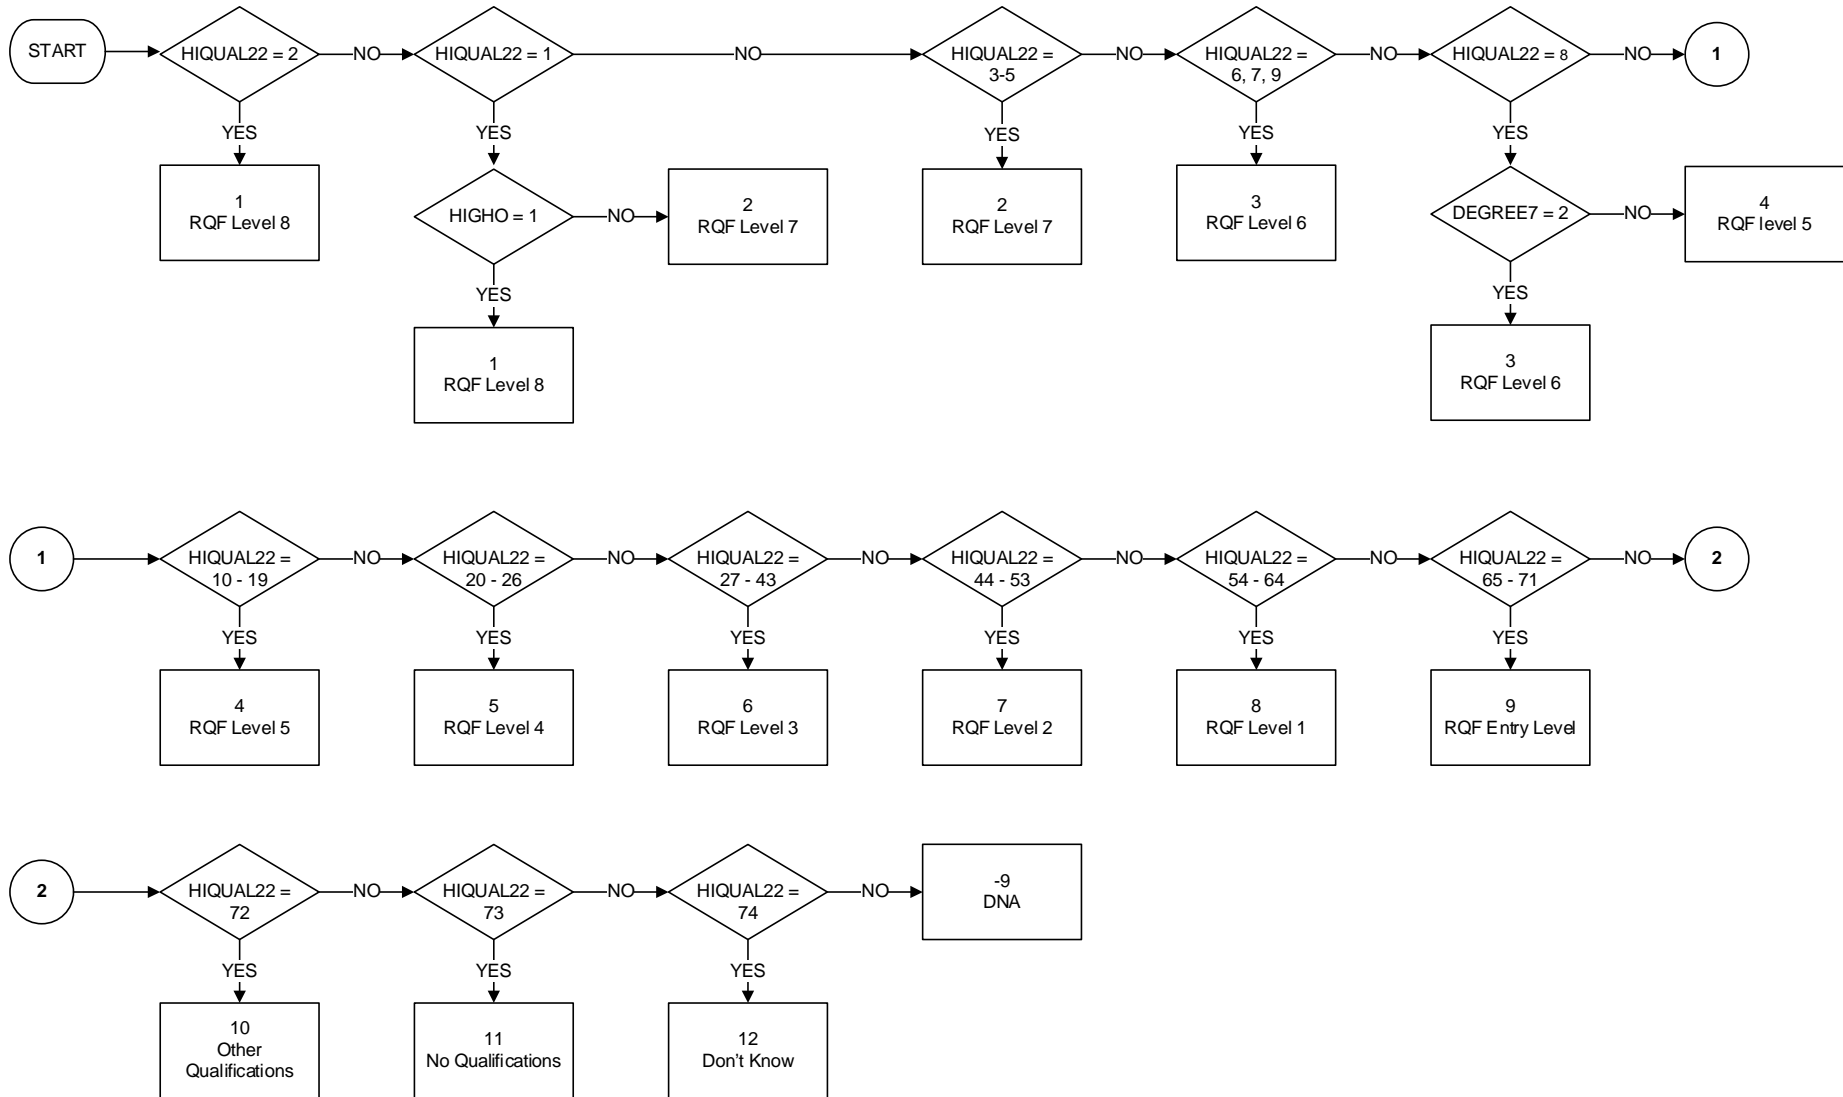 START
HIQUAL22 = 2
NO
HIQUAL22 = 1
NO
HIQUAL22 =
3-5
NO
HIQUAL22 =
6, 7, 9
NO
HIQUAL22 = 8
NO
1
YES
YES
YES
YES
YES
1
RQF Level 8
HIGHO = 1
NO
2
RQF Level 7
2
RQF Level 7
3
RQF Level 6
DEGREE7 = 2
NO
4
RQF level 5
YES
YES
1
RQF Level 8
3
RQF Level 6
1
HIQUAL22 =
10 - 19
NO
HIQUAL22 =
20 - 26
NO
HIQUAL22 =
27 - 43
NO
HIQUAL22 =
44 - 53
NO
HIQUAL22 =
54 - 64
NO
HIQUAL22 =
65 - 71
NO
2
YES
YES
YES
YES
YES
YES
4
RQF Level 5
5
RQF Level 4
6
RQF Level 3
7
RQF Level 2
8
RQF Level 1
9
RQF Entry Level
2
HIQUAL22 =
72
NO
HIQUAL22 =
73
NO
HIQUAL22 =
74
NO
-9
DNA
YES
YES
YES
10
Other
Qualifications
11
No Qualifications
12
Don't Know